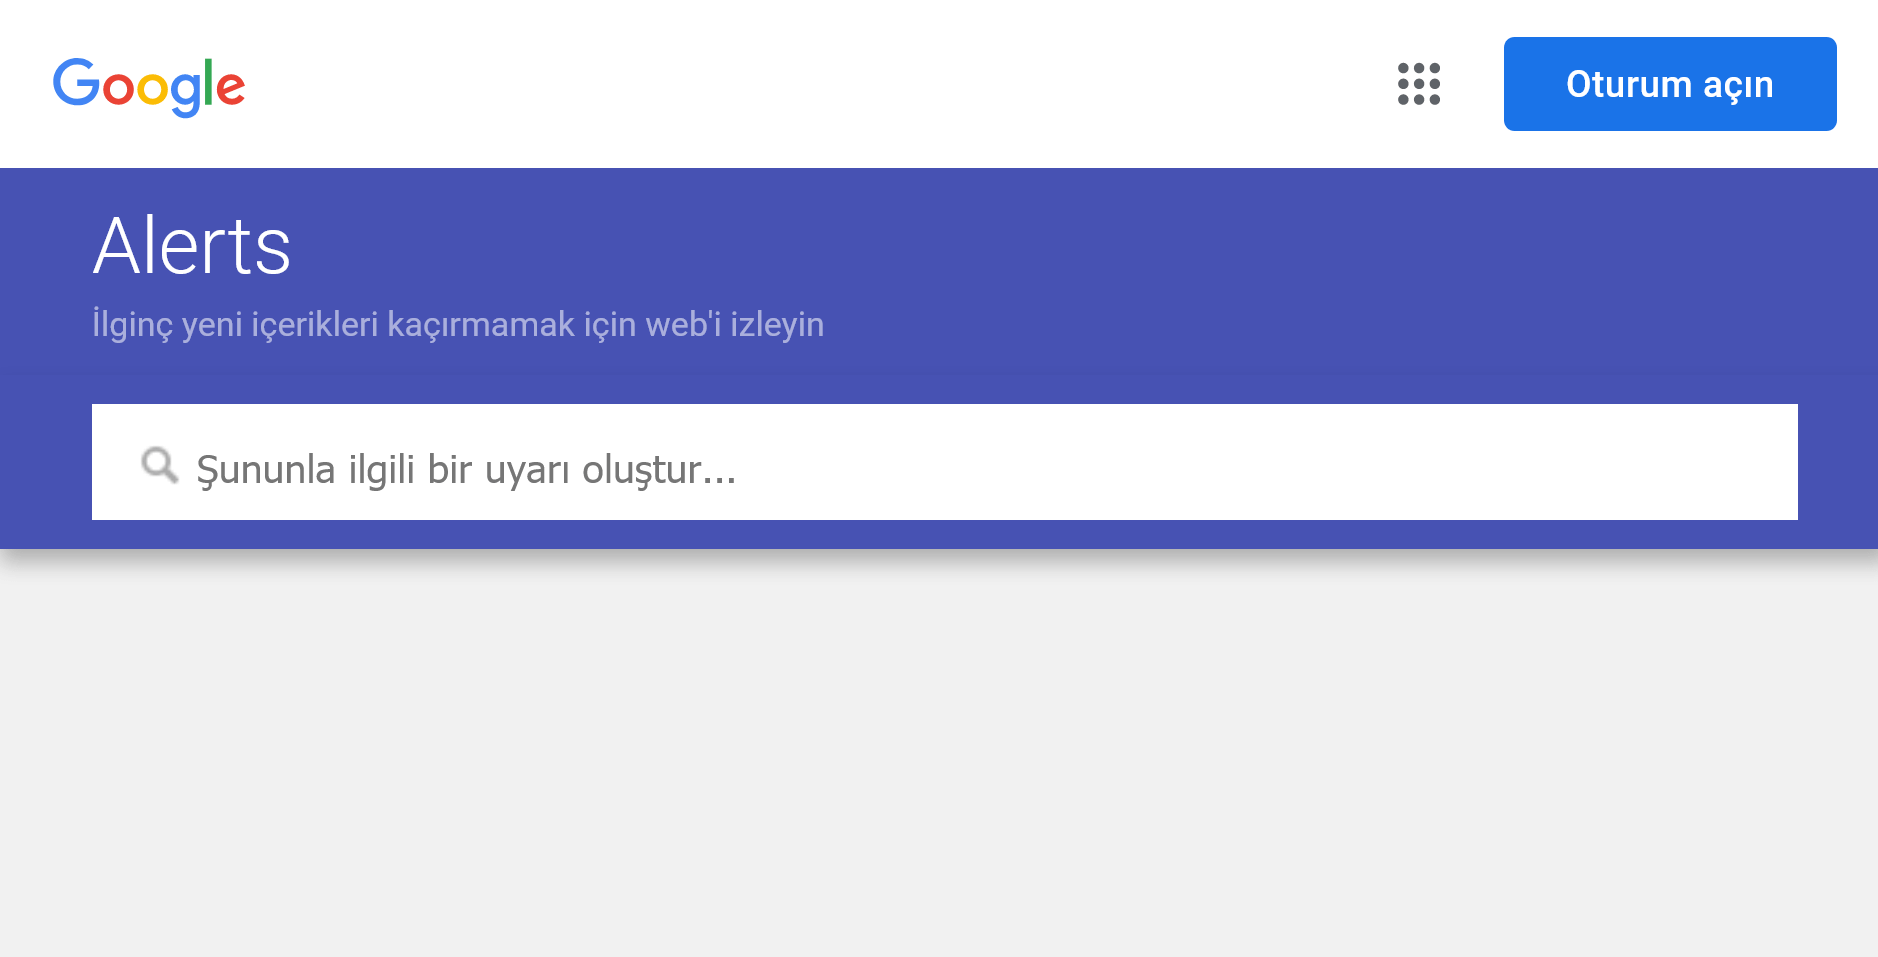 Google
Oturum açın
Alerts
İlginç yeni içerikleri kaçırmamak için web'i izleyin
Şununla ilgili bir uyarı oluştur...